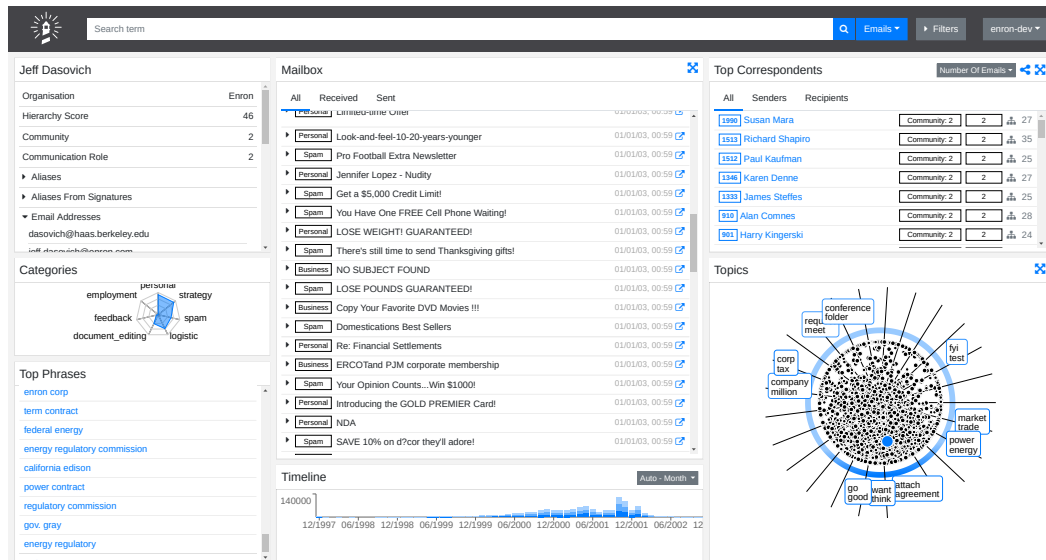 Search term
Emails
Filters
enron-dev
Jeff Dasovich
Organisation Enron
Hierarchy Score 46
Community 2
Communication Role 2
Aliases
Aliases From Signatures
Email Addresses
dasovich@haas.berkeley.edu
jeff.dasovich@enron.com
Categories
personal
employment strategy
feedback spam
document_editing logistic
Top Phrases
enron corp
term contract
federal energy
energy regulatory commission
california edison
power contract
regulatory commission
gov. gray
energy regulatory
Mailbox
All Received Sent
Personal Limited-time Offer 01/01/03, 00:59
Personal Look-and-feel-10-20-years-younger 01/01/03, 00:59
Spam Pro Football Extra Newsletter 01/01/03, 00:59
Personal Jennifer Lopez - Nudity 01/01/03, 00:59
Spam Get a $5,000 Credit Limit! 01/01/03, 00:59
Spam You Have One FREE Cell Phone Waiting! 01/01/03, 00:59
Personal LOSE WEIGHT! GUARANTEED! 01/01/03, 00:59
Spam There's still time to send Thanksgiving gifts! 01/01/03, 00:59
Business NO SUBJECT FOUND 01/01/03, 00:59
Spam LOSE POUNDS GUARANTEED! 01/01/03, 00:59
Business Copy Your Favorite DVD Movies !!! 01/01/03, 00:59
Spam Domestications Best Sellers 01/01/03, 00:59
Personal Re: Financial Settlements 01/01/03, 00:59
Business ERCOTand PJM corporate membership 01/01/03, 00:59
Spam Your Opinion Counts...Win $1000! 01/01/03, 00:59
Personal Introducing the GOLD PREMIER Card! 01/01/03, 00:59
Personal NDA 01/01/03, 00:59
Spam SAVE 10% on d?cor they'll adore! 01/01/03, 00:59
Timeline Auto - Month
140000
12/1997 06/1998 12/1998 06/1999 12/1999 06/2000 12/2000 06/2001 12/2001 06/2002 12
Top Correspondents Number Of Emails
All Senders Recipients
1990 Susan Mara Community: 2 2 27
1513 Richard Shapiro Community: 2 2 35
1512 Paul Kaufman Community: 2 2 25
1346 Karen Denne Community: 2 2 27
1333 James Steffes Community: 2 2 25
910 Alan Comnes Community: 2 2 28
901 Harry Kingerski Community: 2 2 24
Topics
conference
folder
requ
meet
fyi
test
corp
tax
company
million
market
trade
power
energy
go
good
want
think
attach
agreement